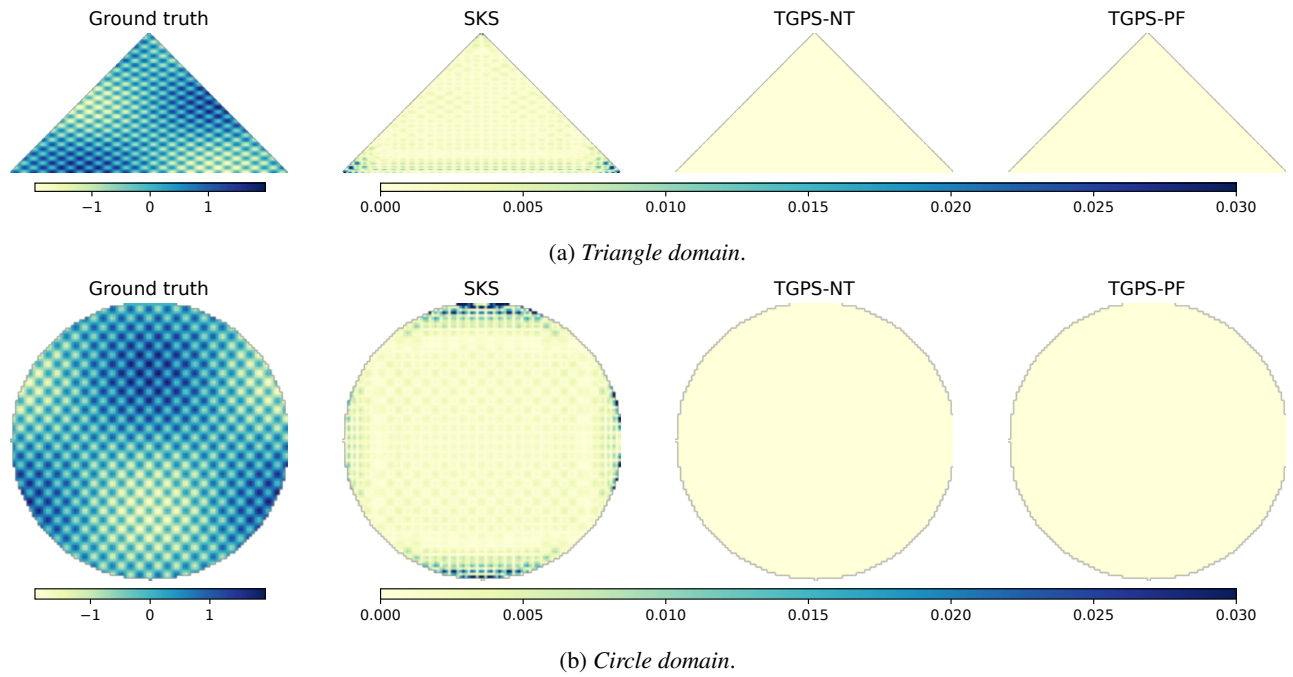 Ground truth SKS TGPS-NT TGPS-PF
−1 0 1 0.000 0.005 0.010 0.015 0.020 0.025 0.030
(a) Triangle domain.
Ground truth SKS TGPS-NT TGPS-PF
−1 0 1 0.000 0.005 0.010 0.015 0.020 0.025 0.030
(b) Circle domain.